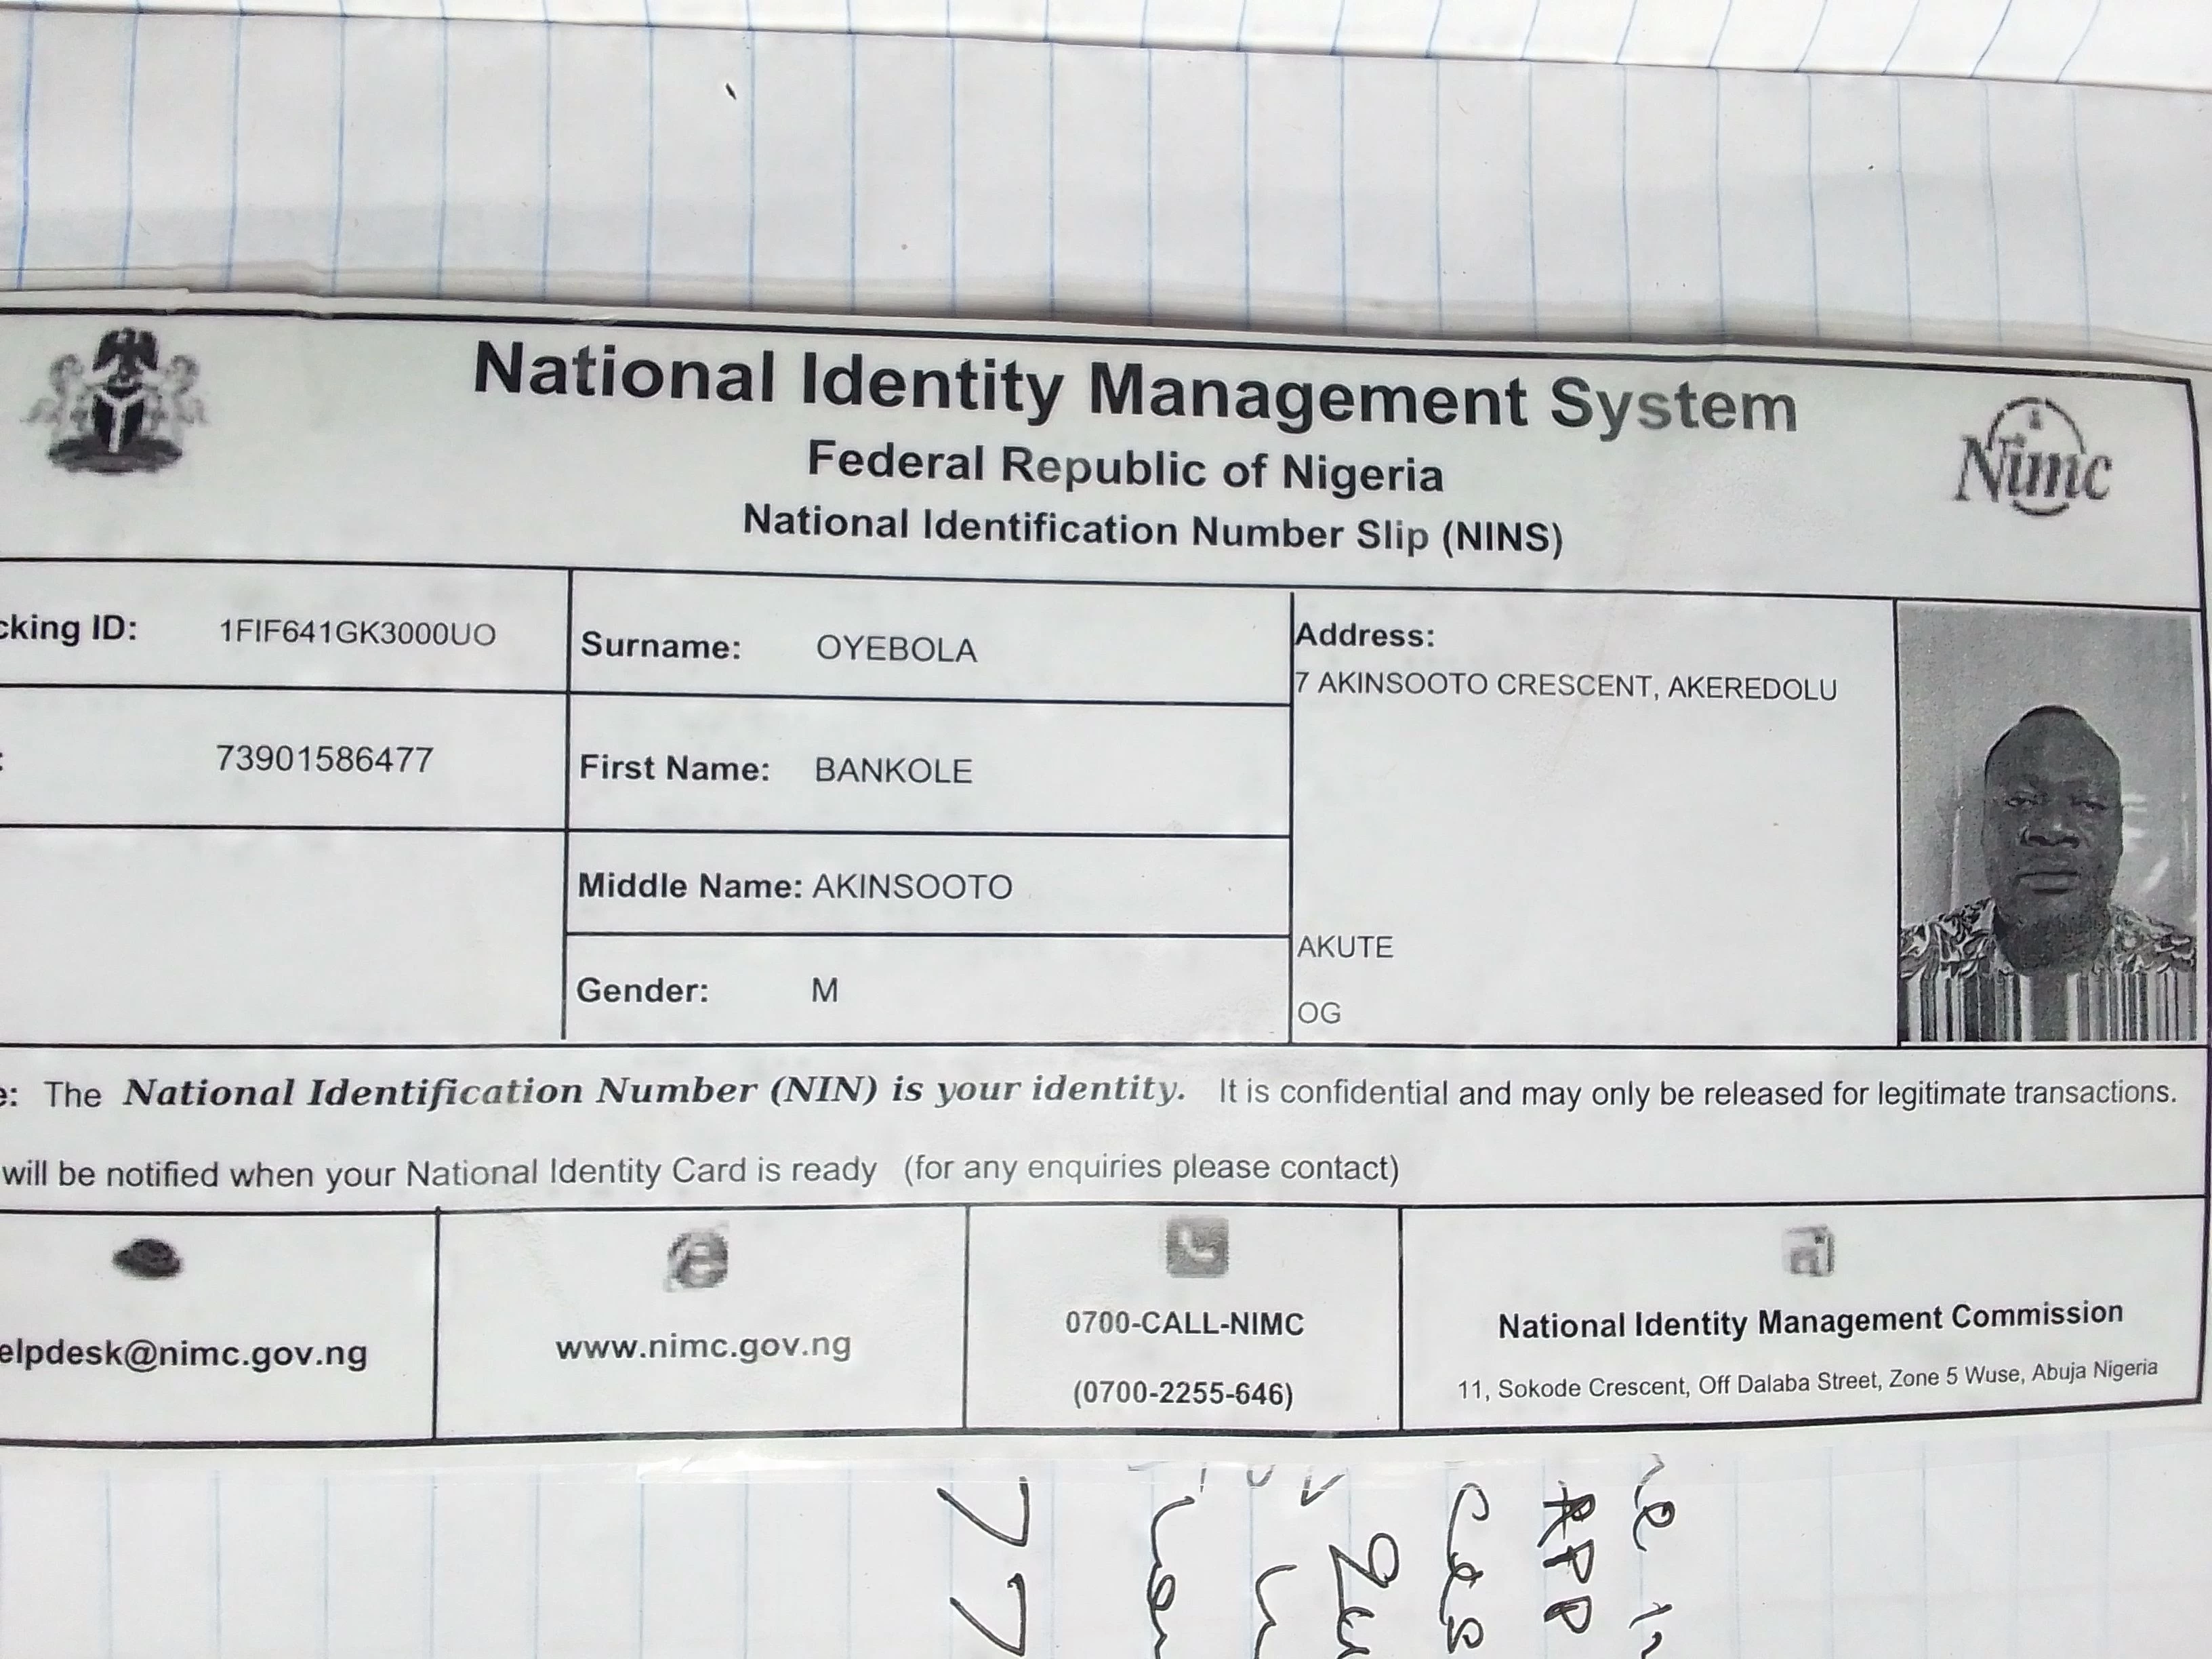 National Identity Management System
Federal Republic of Nigeria
National Identification Number Slip (NINS)
Nimc
cking ID: 1FIF641GK3000UO
Surname: OYEBOLA
Address:
7 AKINSOOTO CRESCENT, AKEREDOLU
: 73901586477
First Name: BANKOLE
Middle Name: AKINSOOTO
AKUTE
Gender: M
OG
e: The National Identification Number (NIN) is your identity. It is confidential and may only be released for legitimate transactions.
will be notified when your National Identity Card is ready (for any enquiries please contact)
elpdesk@nimc.gov.ng
www.nimc.gov.ng
0700-CALL-NIMC
(0700-2255-646)
National Identity Management Commission
11, Sokode Crescent, Off Dalaba Street, Zone 5 Wuse, Abuja Nigeria